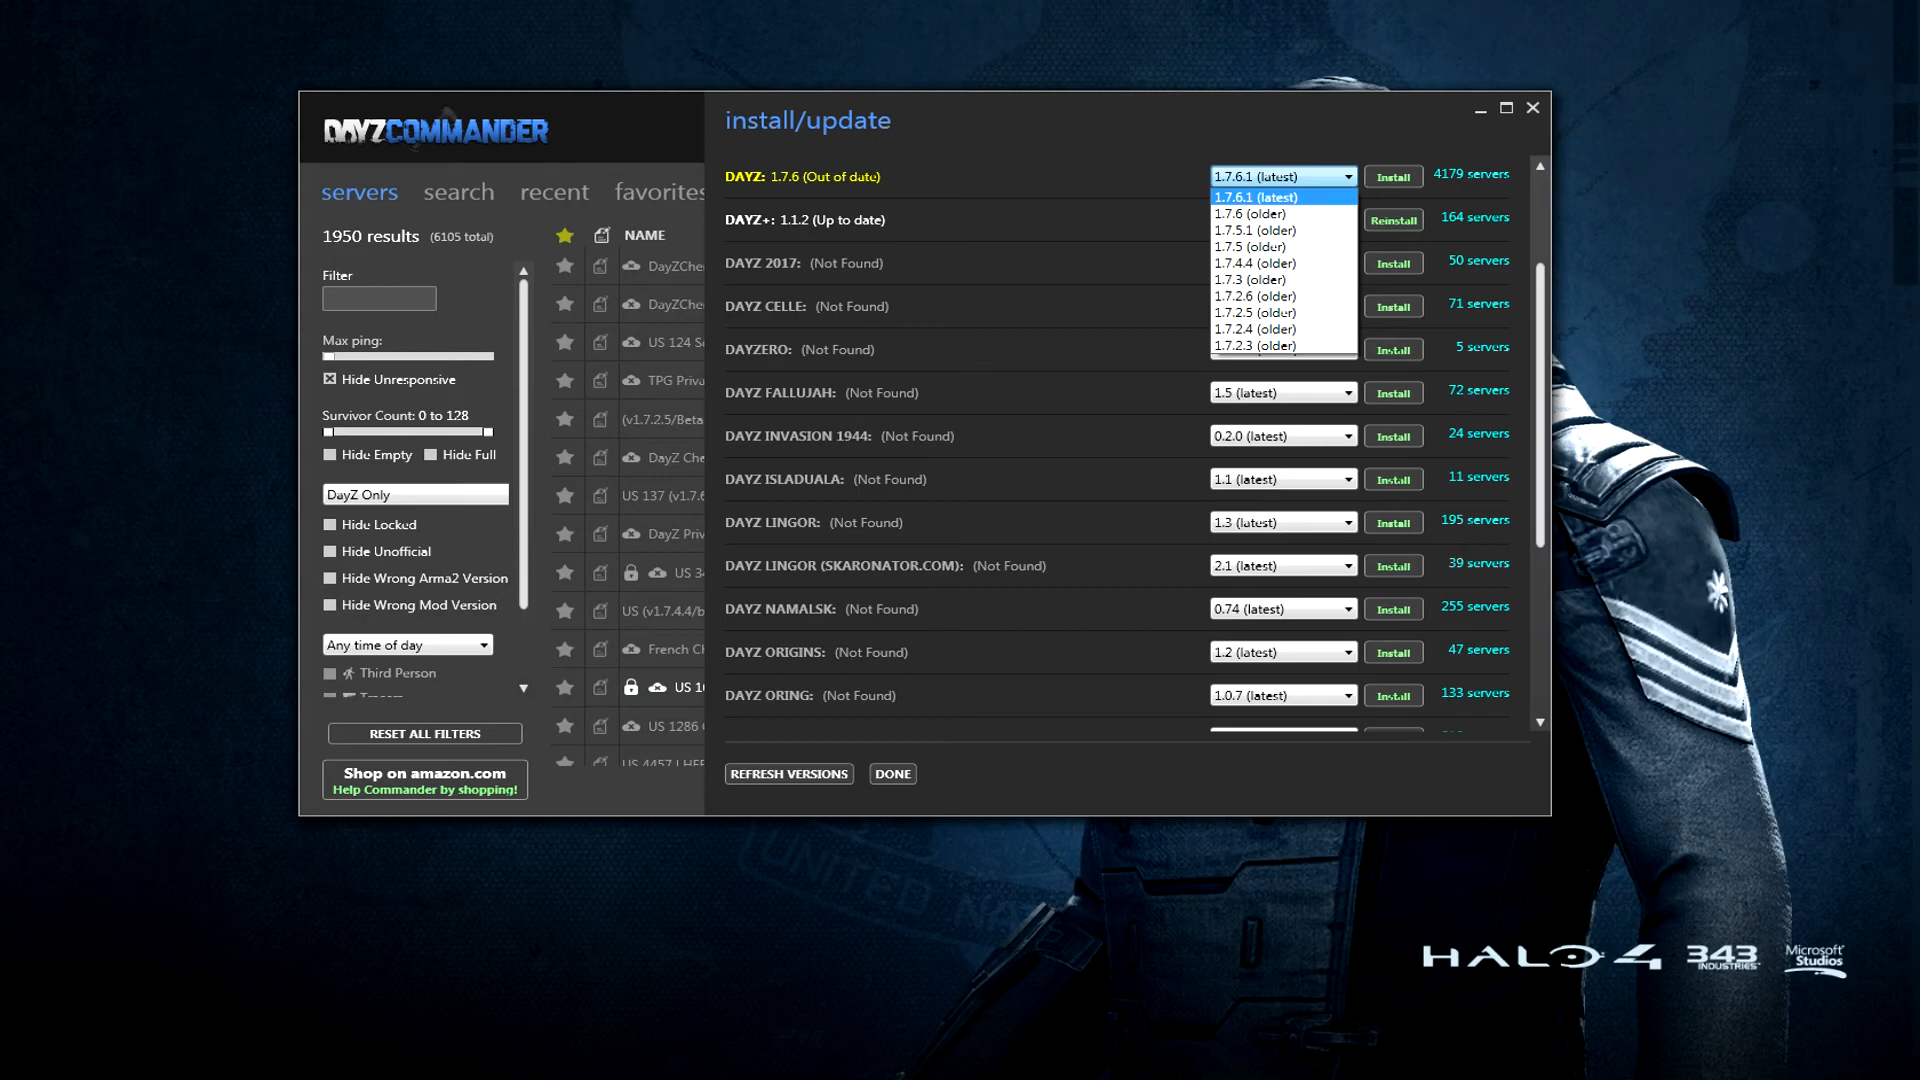 DAYZCOMMANDER
servers search recent favorites
1950 results (6105 total)
Filter
Max ping:
Hide Unresponsive
Survivor Count: 0 to 128
Hide Empty Hide Full
DayZ Only
Hide Locked
Hide Unofficial
Hide Wrong Arma2 Version
Hide Wrong Mod Version
Any time of day
Third Person
RESET ALL FILTERS
Shop on amazon.com
Help Commander by shopping!
NAME
DayZChe
DayZChe
US 124 S
TPG Priva
(v1.7.2.5/Beta
DayZ Che
US 137 (v1.7.6
DayZ Priv
US 3
US (v1.7.4.4/b
French Ch
US 1
US 1286
US 4457
install/update
DAYZ: 1.7.6 (Out of date) 1.7.6.1 (latest) Install 4179 servers
1.7.6.1 (latest)
1.7.6 (older)
1.7.5.1 (older)
1.7.5 (older)
1.7.4.4 (older)
1.7.3 (older)
1.7.2.6 (older)
1.7.2.5 (older)
1.7.2.4 (older)
1.7.2.3 (older)
DAYZ+: 1.1.2 (Up to date) Reinstall 164 servers
DAYZ 2017: (Not Found) Install 50 servers
DAYZ CELLE: (Not Found) Install 71 servers
DAYZERO: (Not Found) Install 5 servers
DAYZ FALLUJAH: (Not Found) 1.5 (latest) Install 72 servers
DAYZ INVASION 1944: (Not Found) 0.2.0 (latest) Install 24 servers
DAYZ ISLADUALA: (Not Found) 1.1 (latest) Install 11 servers
DAYZ LINGOR: (Not Found) 1.3 (latest) Install 195 servers
DAYZ LINGOR (SKARONATOR.COM): (Not Found) 2.1 (latest) Install 39 servers
DAYZ NAMALSK: (Not Found) 0.74 (latest) Install 255 servers
DAYZ ORIGINS: (Not Found) 1.2 (latest) Install 47 servers
DAYZ ORING: (Not Found) 1.0.7 (latest) Install 133 servers
REFRESH VERSIONS DONE
UNITED NA
HALO 4 343 INDUSTRIES Microsoft Studios